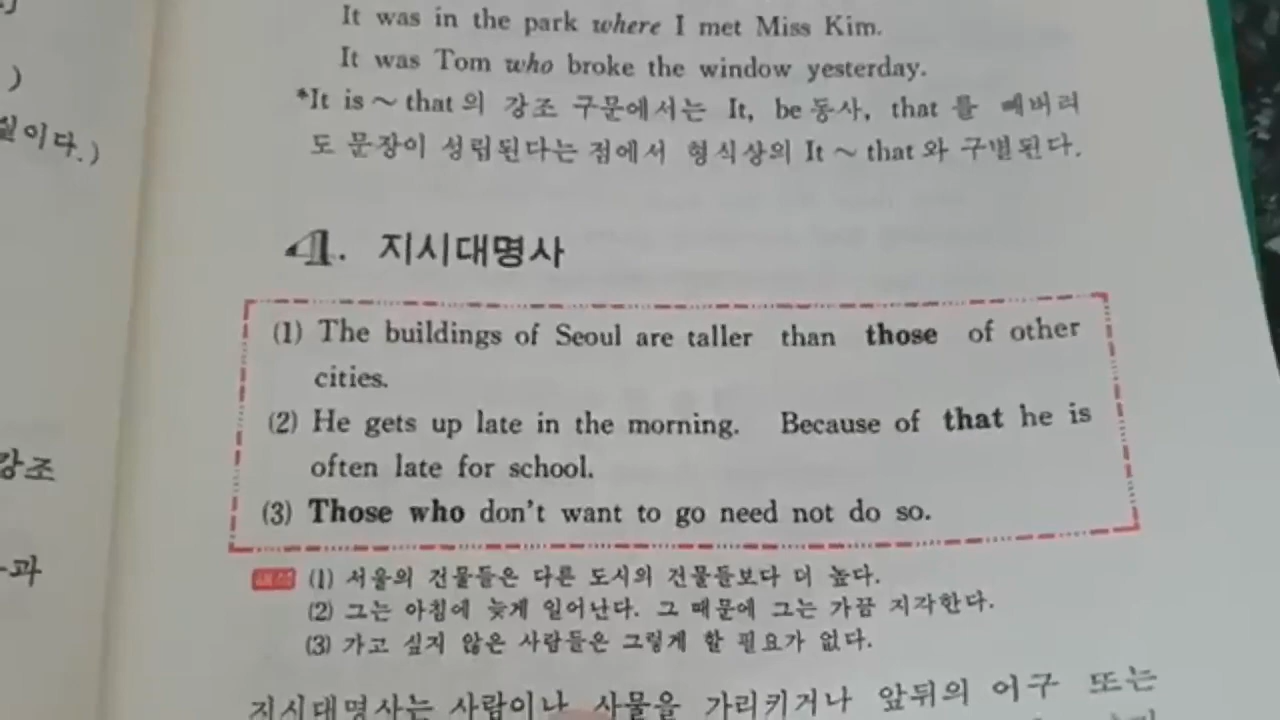 It was in the park where I met Miss Kim.
It was Tom who broke the window yesterday.
*It is ~ that 의 강조 구문에서는 It, be 동사, that 를 빼버려
도 문장이 성립된다는 점에서 형식상의 It ~ that 와 구별된다.
4. 지시대명사
(1) The buildings of Seoul are taller than those of other
cities.
(2) He gets up late in the morning. Because of that he is
often late for school.
(3) Those who don't want to go need not do so.
해석 (1) 서울의 건물들은 다른 도시의 건물들보다 더 높다.
(2) 그는 아침에 늦게 일어난다. 그 때문에 그는 가끔 지각한다.
(3) 가고 싶지 않은 사람들은 그렇게 할 필요가 없다.
지시대명사는 사람이나 사물을 가리키거나 앞뒤의 어구 또는
)
이다.)
강조
과